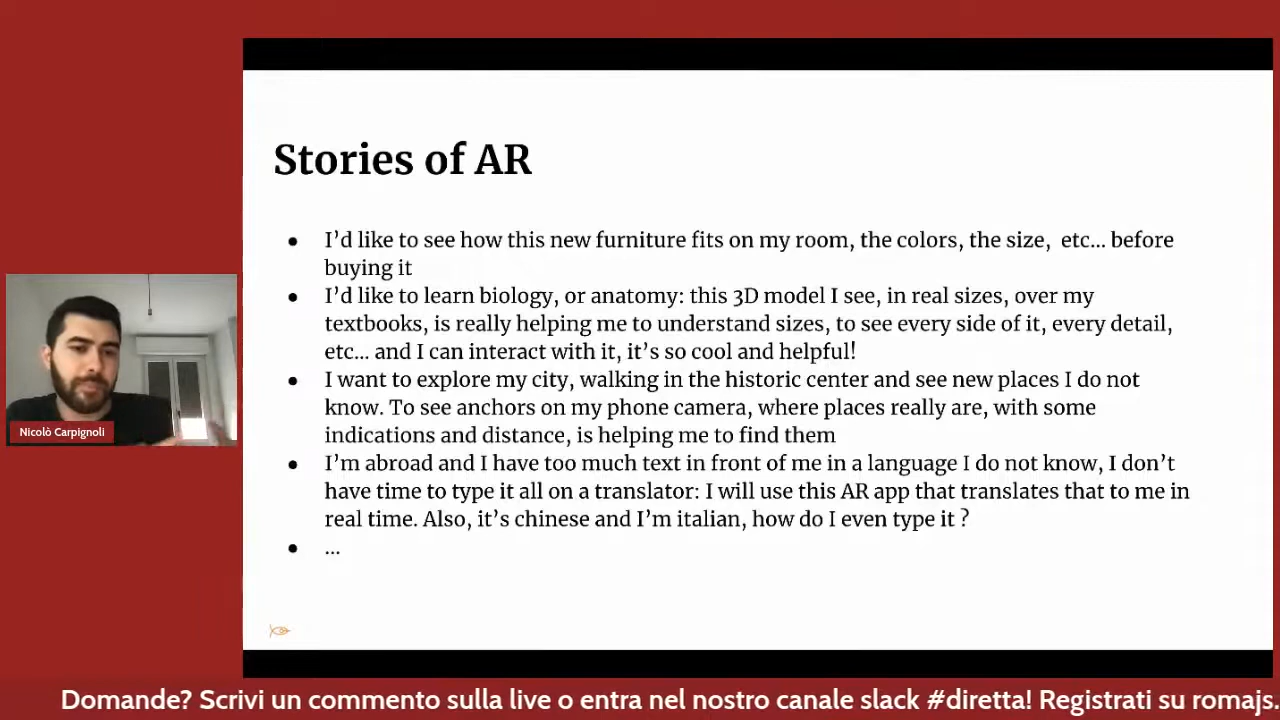 Stories of AR
● I’d like to see how this new furniture fits on my room, the colors, the size, etc... before
buying it
● I’d like to learn biology, or anatomy: this 3D model I see, in real sizes, over my
textbooks, is really helping me to understand sizes, to see every side of it, every detail,
etc... and I can interact with it, it’s so cool and helpful!
● I want to explore my city, walking in the historic center and see new places I do not
know. To see anchors on my phone camera, where places really are, with some
indications and distance, is helping me to find them
● I’m abroad and I have too much text in front of me in a language I do not know, I don’t
have time to type it all on a translator: I will use this AR app that translates that to me in
real time. Also, it’s chinese and I’m italian, how do I even type it ?
● ...
Nicolò Carpignoli
Domande? Scrivi un commento sulla live o entra nel nostro canale slack #diretta! Registrati su romajs.